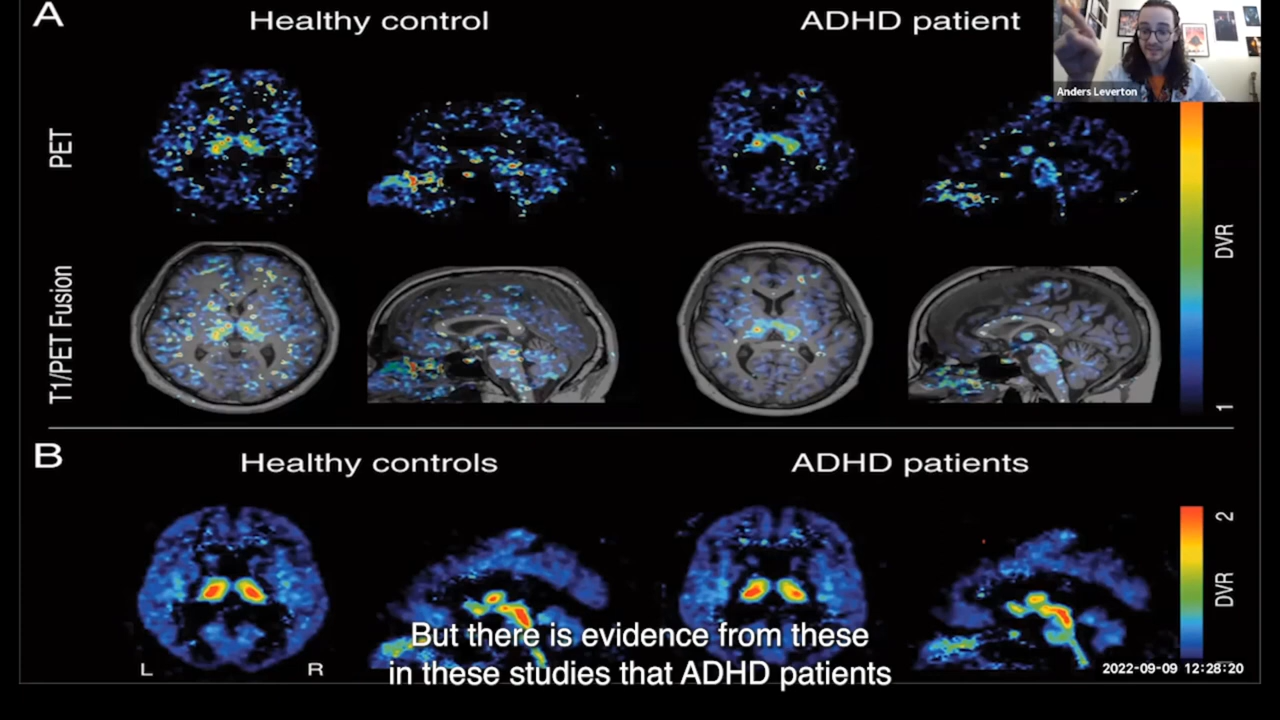 A
Healthy control
ADHD patient
Anders Leverton
PET
DVR
T1/PET Fusion
1
B
Healthy controls
ADHD patients
2
DVR
L
R
But there is evidence from these
in these studies that ADHD patients
2022-09-09 12:28:20